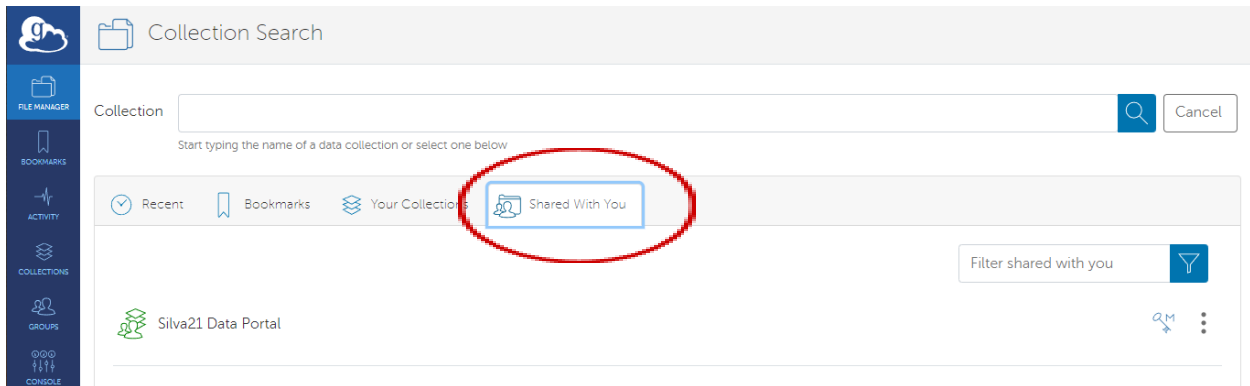 Collection Search
FILE MANAGER
BOOKMARKS
ACTIVITY
COLLECTIONS
GROUPS
CONSOLE
Collection
Cancel
Start typing the name of a data collection or select one below
Recent Bookmarks Your Collections Shared With You
Filter shared with you
Silva21 Data Portal